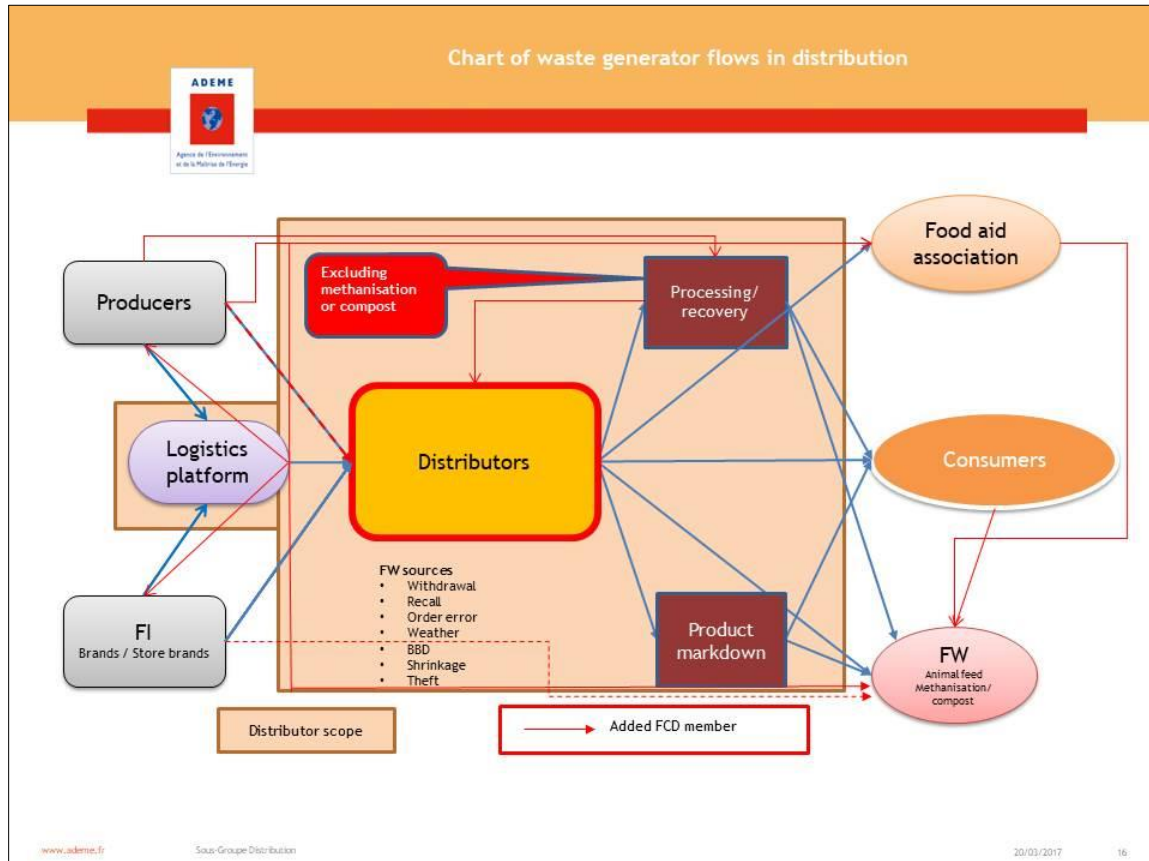 Chart of waste generator flows in distribution
ADEME
Agence de l'Environnement
et de la Maîtrise de l'Energie
Food aid
association
Excluding
methanisation
or compost
Processing/
recovery
Producers
Logistics
platform
Distributors
Consumers
FW sources
• Withdrawal
• Recall
• Order error
• Weather
• BBD
• Shrinkage
• Theft
FI
Brands / Store brands
Product
markdown
FW
Animal feed
Methanisation/
compost
Distributor scope
Added FCD member
www.ademe.fr
Sous-Groupe Distribution
20/03/2017
16